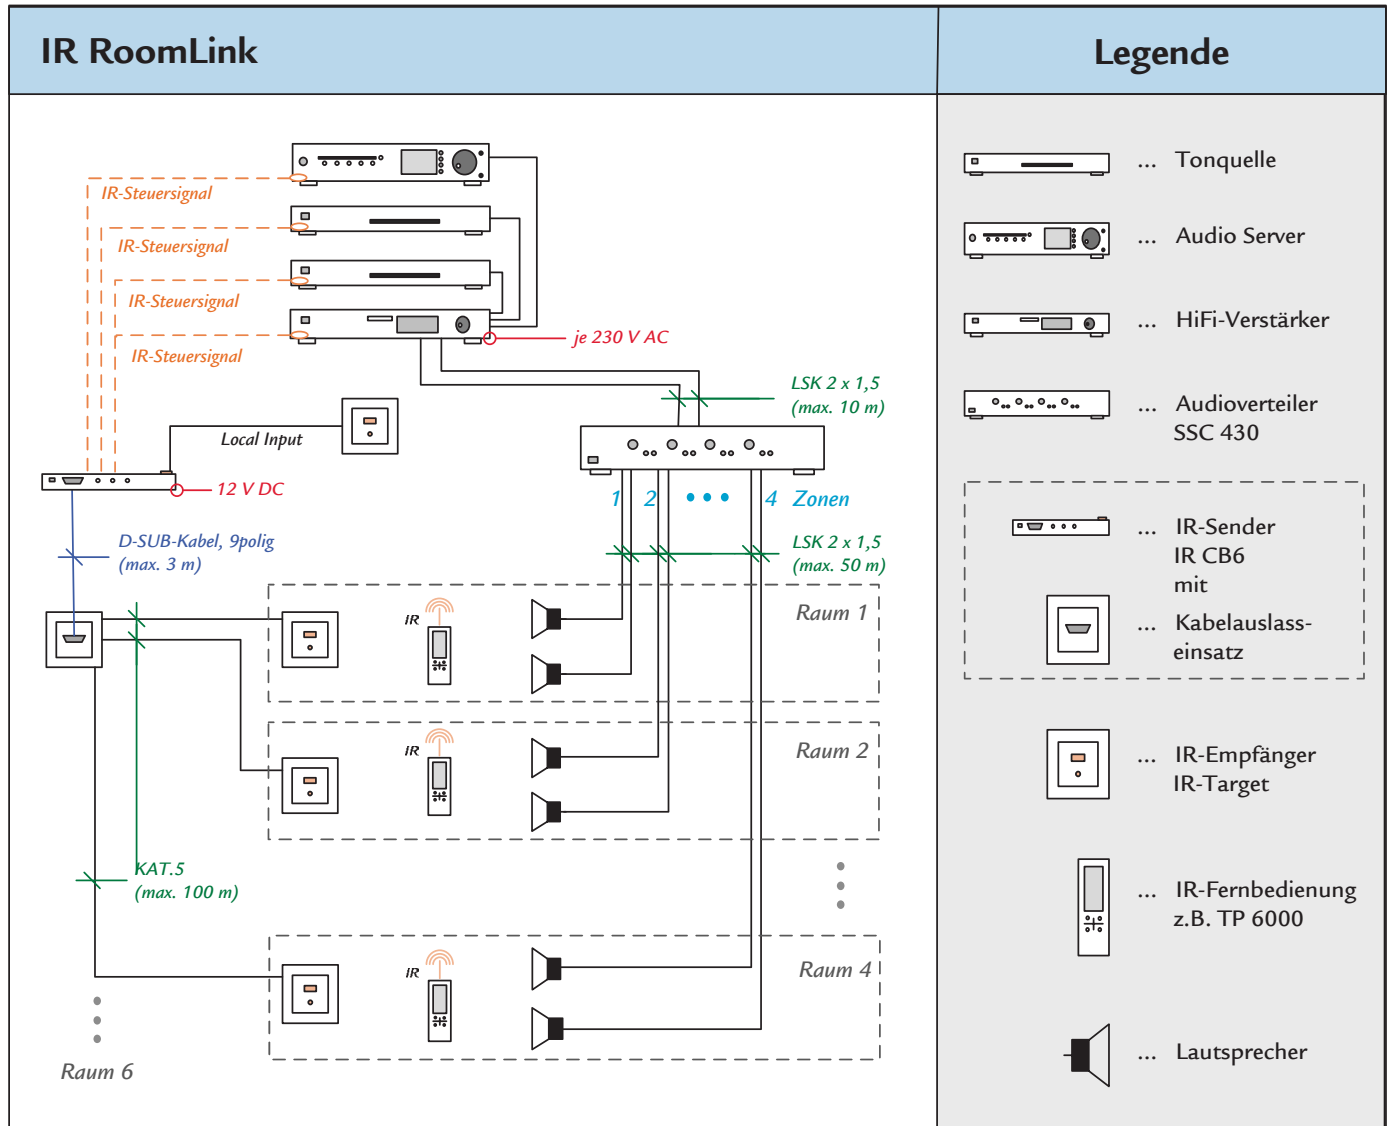 IR RoomLink
IR-Steuersignal
IR-Steuersignal
IR-Steuersignal
IR-Steuersignal
je 230 V AC
LSK 2 x 1,5
(max. 10 m)
Local Input
12 V DC
1 2 4 Zonen
D-SUB-Kabel, 9polig
(max. 3 m)
LSK 2 x 1,5
(max. 50 m)
IR
Raum 1
IR
Raum 2
KAT.5
(max. 100 m)
IR
Raum 4
Raum 6
Legende
... Tonquelle
... Audio Server
... HiFi-Verstärker
... Audioverteiler
SSC 430
... IR-Sender
IR CB6
mit
... Kabelauslass-
einsatz
... IR-Empfänger
IR-Target
... IR-Fernbedienung
z.B. TP 6000
... Lautsprecher